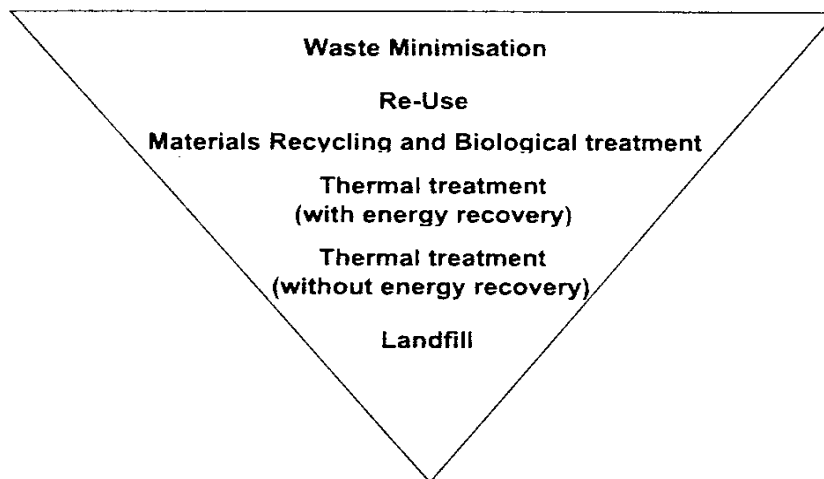 Waste Minimisation
Re-Use
Materials Recycling and Biological treatment
Thermal treatment
(with energy recovery)
Thermal treatment
(without energy recovery)
Landfill